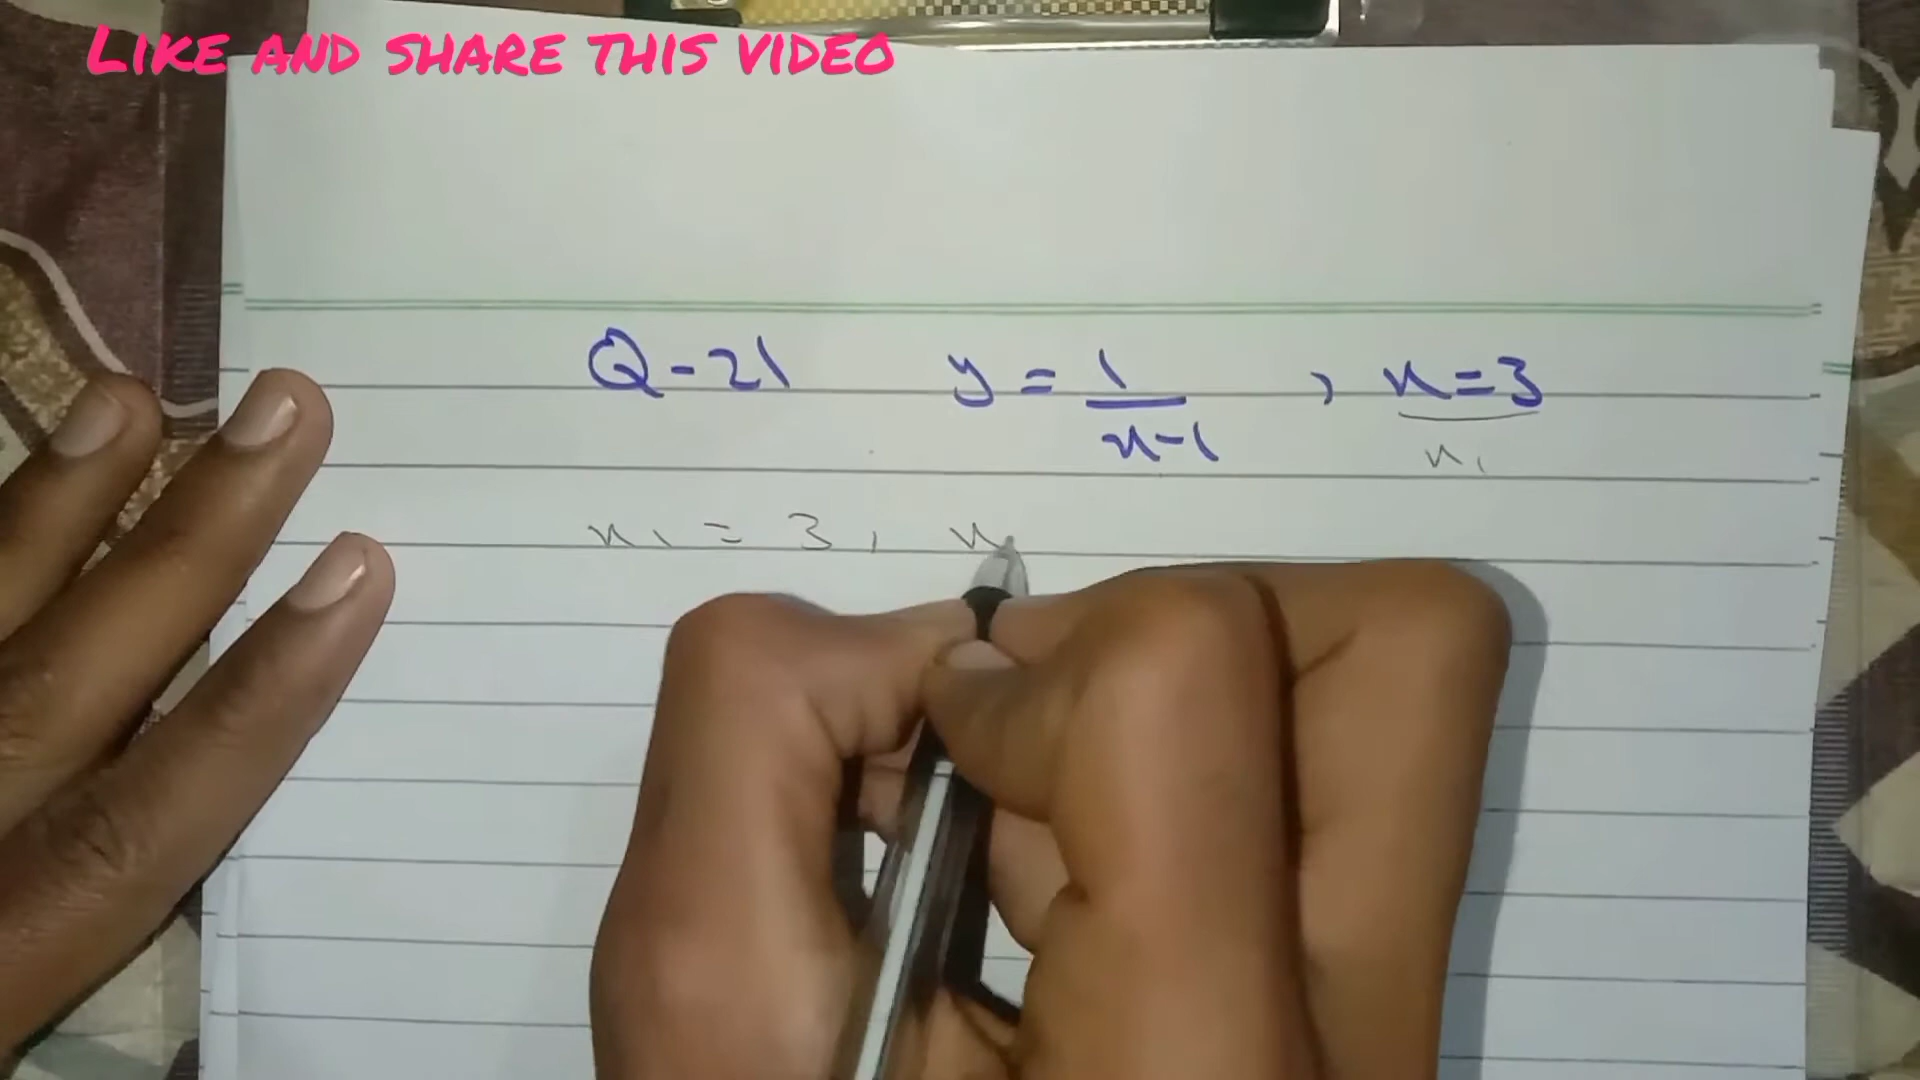 LIKE AND SHARE THIS VIDEO
Q-21 y = 1/x-1 , x=3
x1
x1 = 3, x